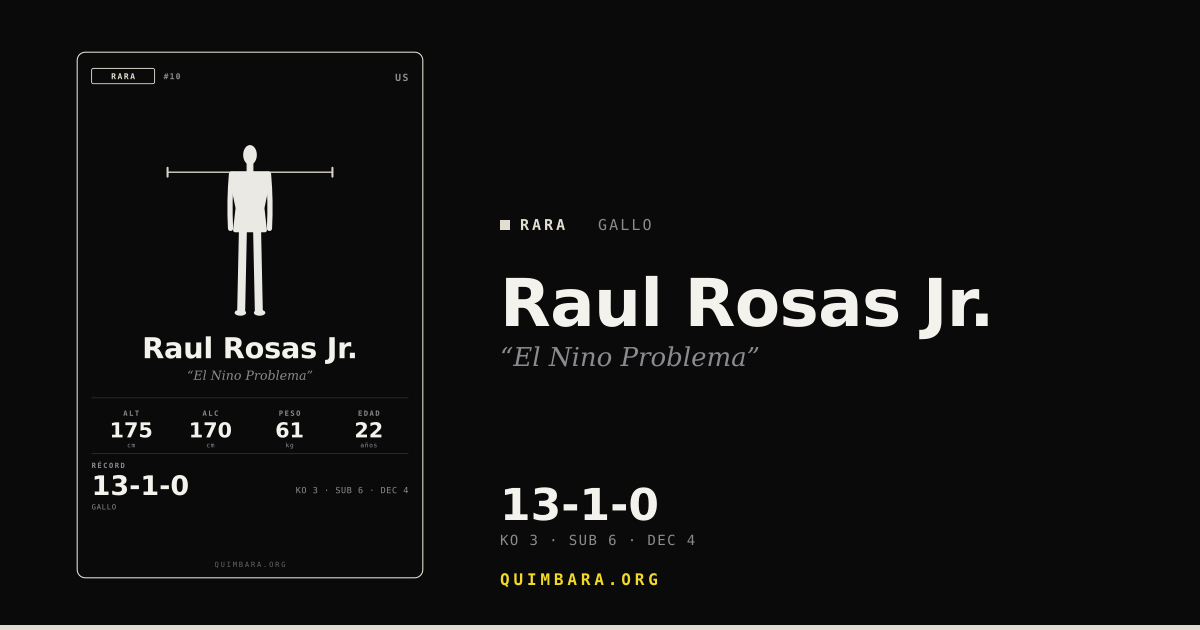 RARA #10 US
Raul Rosas Jr.
“El Nino Problema”
ALT ALC PESO EDAD
175 170 61 22
cm cm kg años
RÉCORD
13-1-0
KO 3 · SUB 6 · DEC 4
GALLO
QUIMBARA.ORG
RARA GALLO
Raul Rosas Jr.
“El Nino Problema”
13-1-0
KO 3 · SUB 6 · DEC 4
QUIMBARA.ORG